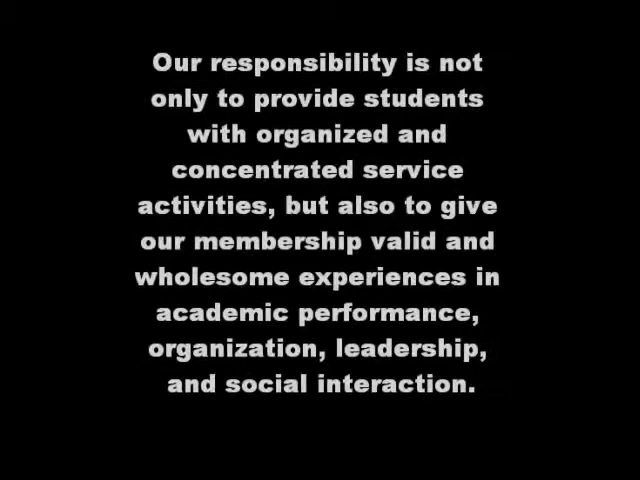 Our responsibility is not
only to provide students
with organized and
concentrated service
activities, but also to give
our membership valid and
wholesome experiences in
academic performance,
organization, leadership,
and social interaction.